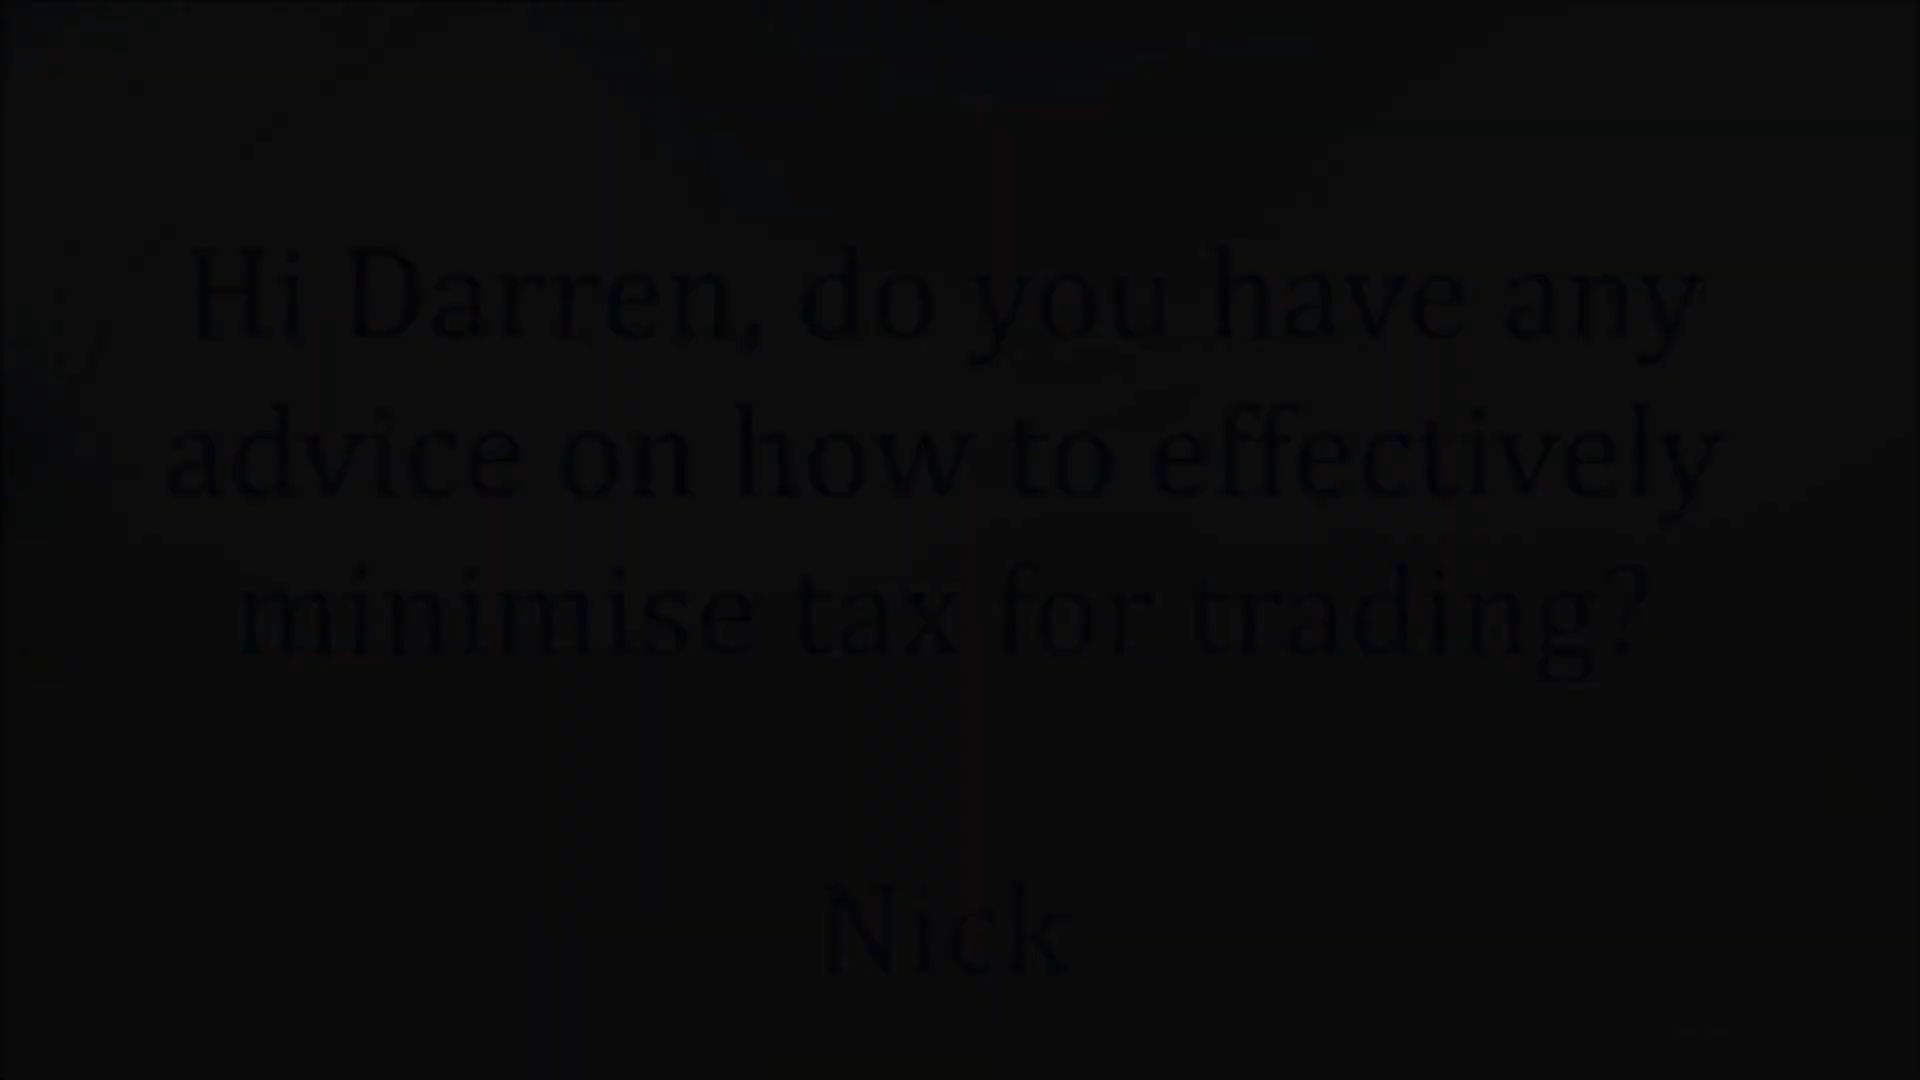 Hi Darren, do you have any
advice on how to effectively
minimise tax for trading?
Nick